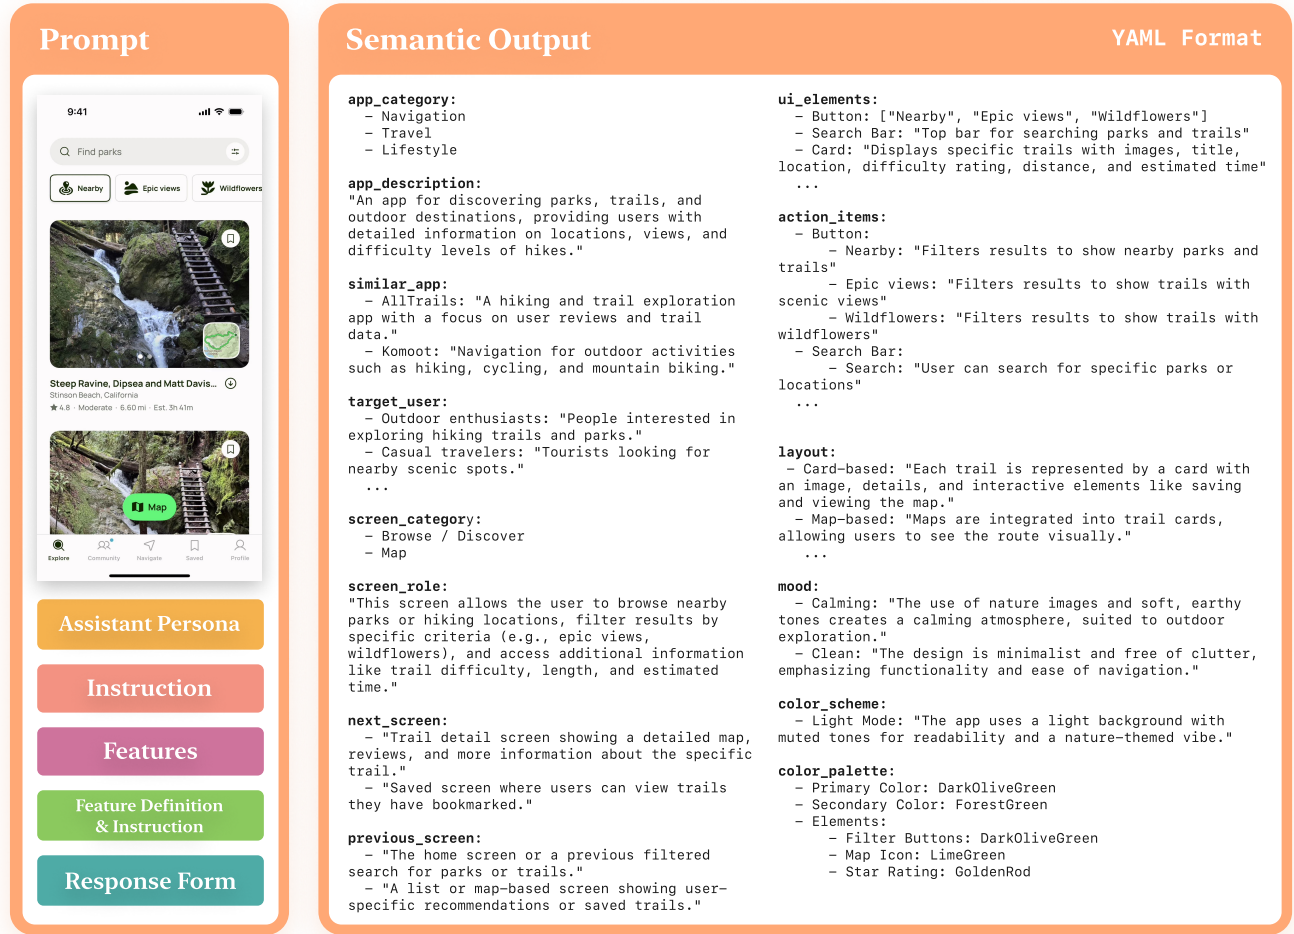 Prompt
9:41
Find parks
Nearby
Epic views
Wildflowers
Steep Ravine, Dipsea and Matt Davis...
Stinson Beach, California
4.8 · Moderate · 6.60 mi · Est. 3h 41m
Map
Explore
Community
Navigate
Saved
Profile
Assistant Persona
Instruction
Features
Feature Definition
& Instruction
Response Form
Semantic Output
YAML Format
app_category:
– Navigation
– Travel
– Lifestyle
app_description:
"An app for discovering parks, trails, and
outdoor destinations, providing users with
detailed information on locations, views, and
difficulty levels of hikes."
similar_app:
– AllTrails: "A hiking and trail exploration
app with a focus on user reviews and trail
data."
– Komoot: "Navigation for outdoor activities
such as hiking, cycling, and mountain biking."
target_user:
– Outdoor enthusiasts: "People interested in
exploring hiking trails and parks."
– Casual travelers: "Tourists looking for
nearby scenic spots."
...
screen_category:
– Browse / Discover
– Map
screen_role:
"This screen allows the user to browse nearby
parks or hiking locations, filter results by
specific criteria (e.g., epic views,
wildflowers), and access additional information
like trail difficulty, length, and estimated
time."
next_screen:
– "Trail detail screen showing a detailed map,
reviews, and more information about the specific
trail."
– "Saved screen where users can view trails
they have bookmarked."
previous_screen:
– "The home screen or a previous filtered
search for parks or trails."
– "A list or map–based screen showing user–
specific recommendations or saved trails."
ui_elements:
– Button: ["Nearby", "Epic views", "Wildflowers"]
– Search Bar: "Top bar for searching parks and trails"
– Card: "Displays specific trails with images, title,
location, difficulty rating, distance, and estimated time"
...
action_items:
– Button:
– Nearby: "Filters results to show nearby parks and
trails"
– Epic views: "Filters results to show trails with
scenic views"
– Wildflowers: "Filters results to show trails with
wildflowers"
– Search Bar:
– Search: "User can search for specific parks or
locations"
...
layout:
– Card–based: "Each trail is represented by a card with
an image, details, and interactive elements like saving
and viewing the map."
– Map–based: "Maps are integrated into trail cards,
allowing users to see the route visually."
...
mood:
– Calming: "The use of nature images and soft, earthy
tones creates a calming atmosphere, suited to outdoor
exploration."
– Clean: "The design is minimalist and free of clutter,
emphasizing functionality and ease of navigation."
color_scheme:
– Light Mode: "The app uses a light background with
muted tones for readability and a nature–themed vibe."
color_palette:
– Primary Color: DarkOliveGreen
– Secondary Color: ForestGreen
– Elements:
– Filter Buttons: DarkOliveGreen
– Map Icon: LimeGreen
– Star Rating: GoldenRod